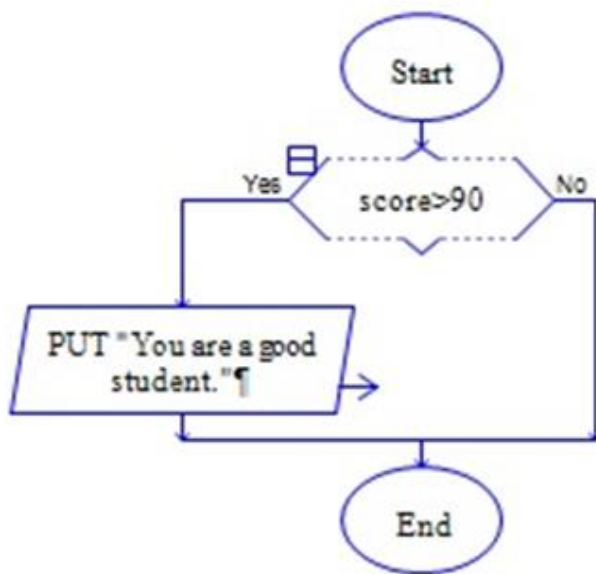 Start
Yes
score>90
No
PUT "You are a good
student."¶
End